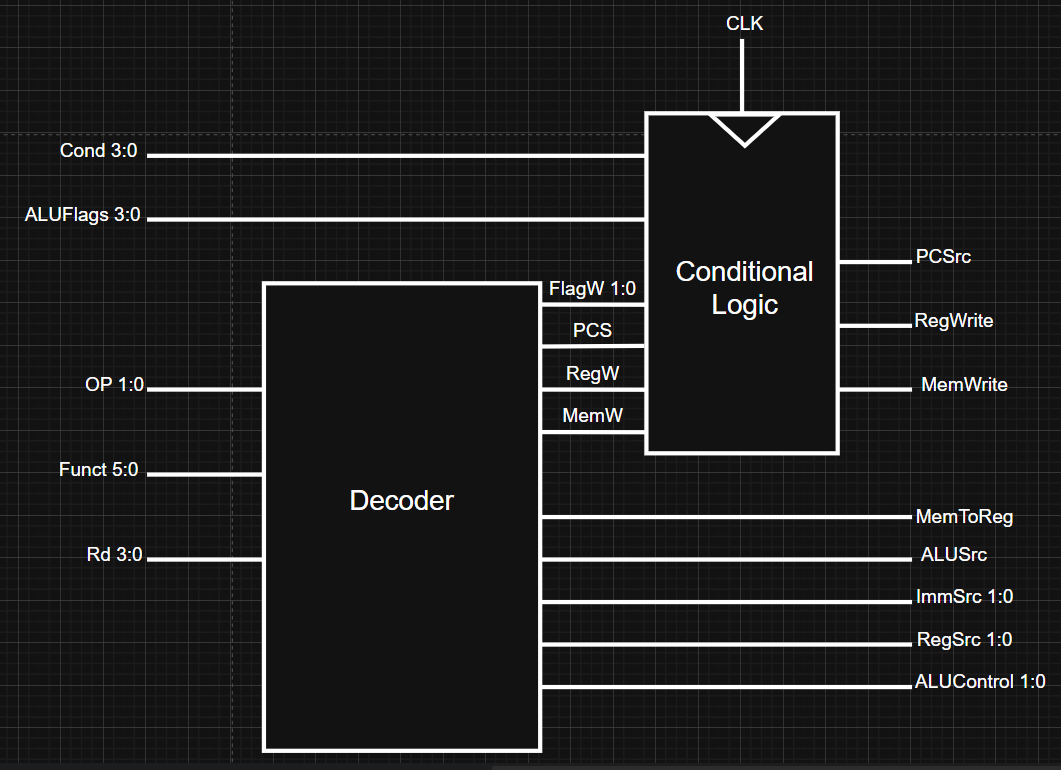 CLK
Cond 3:0
ALUFlags 3:0
Conditional
Logic
PCSrc
RegWrite
MemWrite
FlagW 1:0
PCS
RegW
MemW
OP 1:0
Funct 5:0
Rd 3:0
Decoder
MemToReg
ALUSrc
ImmSrc 1:0
RegSrc 1:0
ALUControl 1:0